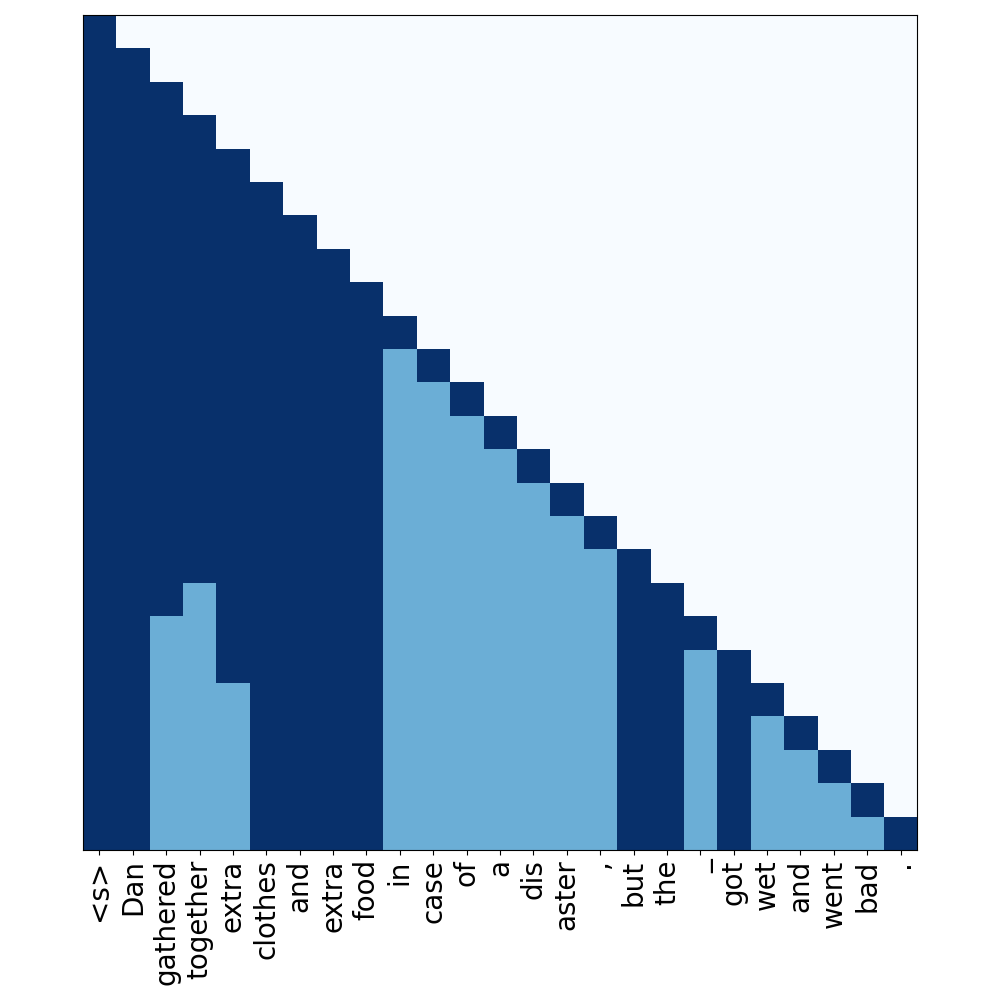 <s> Dan gathered together extra clothes and extra food in case of a dis aster , but the _ got wet and went bad .